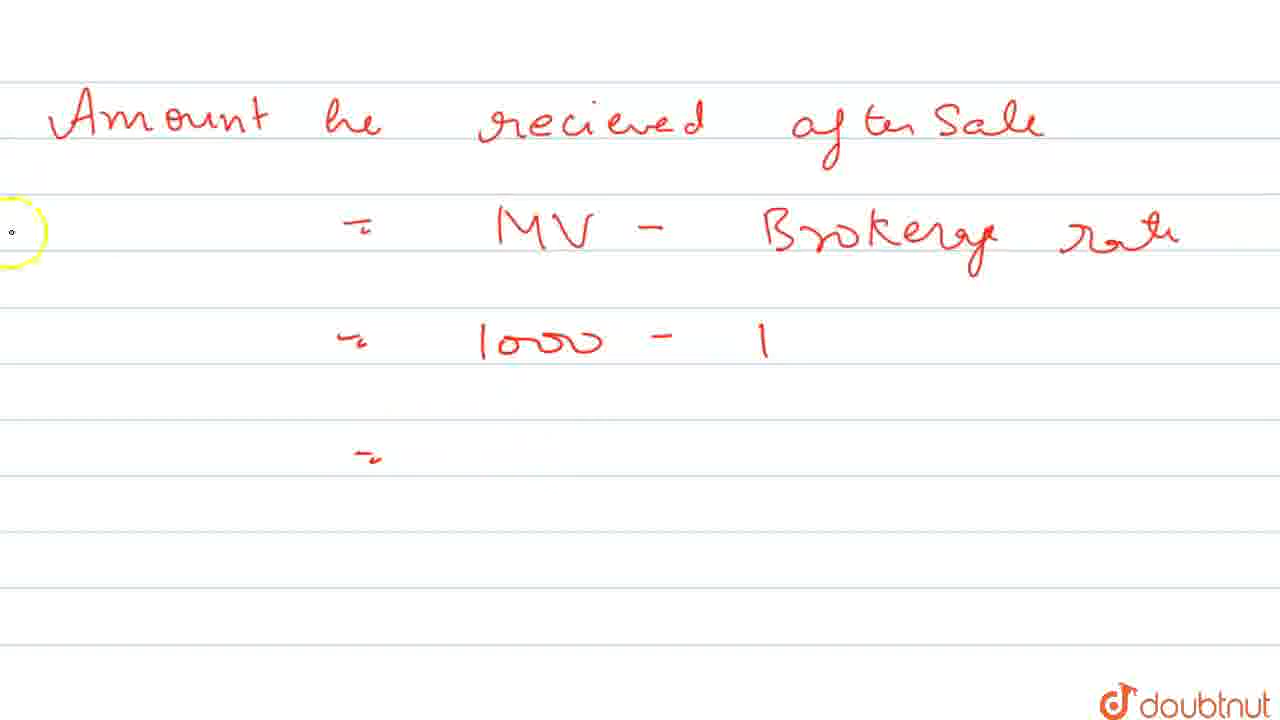 Amount he recieved after Sale
= MV - Brokerage rate
= 1000 - 1
=
doubtnut